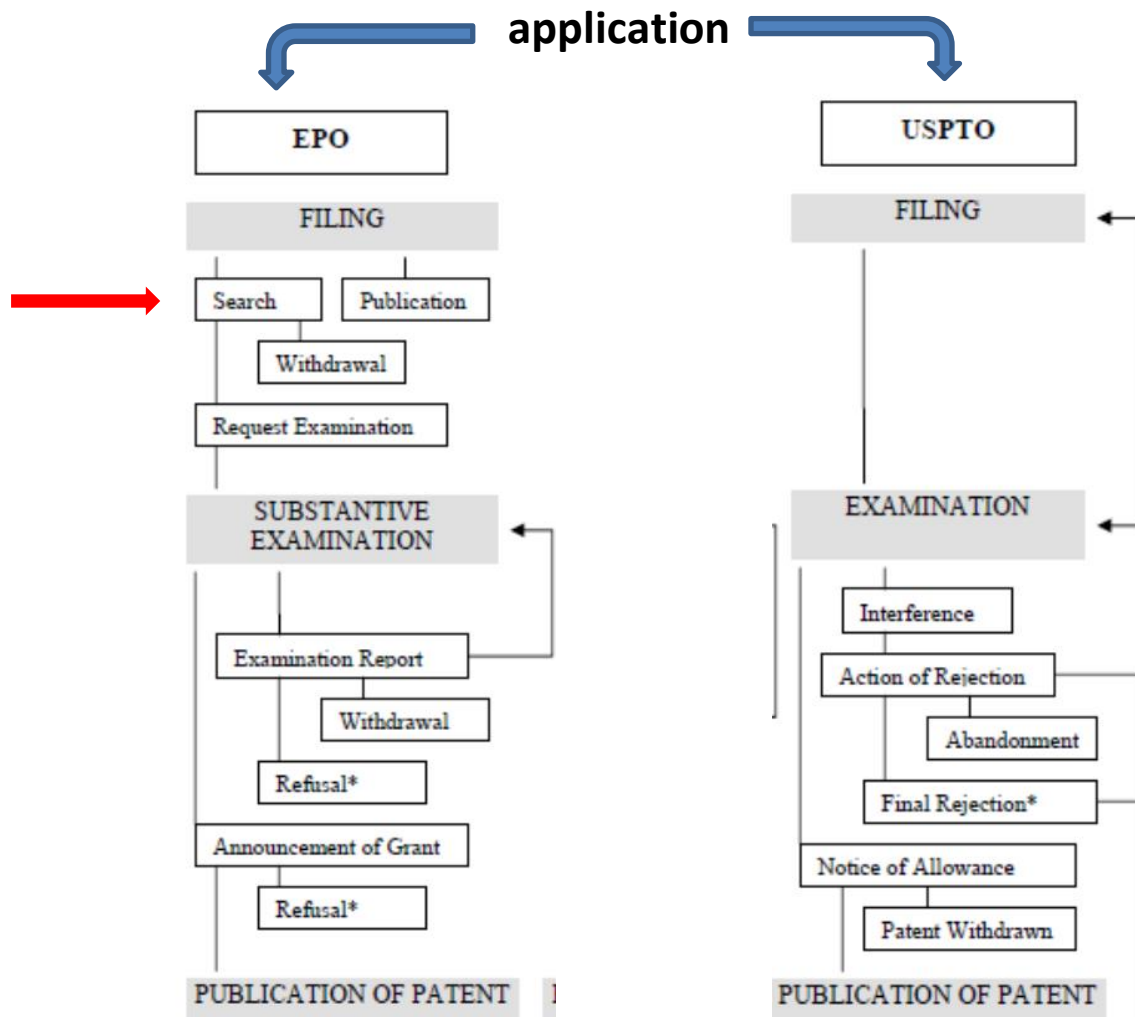 application
EPO
FILING
Search
Publication
Withdrawal
Request Examination
SUBSTANTIVE
EXAMINATION
Examination Report
Withdrawal
Refusal*
Announcement of Grant
Refusal*
PUBLICATION OF PATENT
USPTO
FILING
EXAMINATION
Interference
Action of Rejection
Abandonment
Final Rejection*
Notice of Allowance
Patent Withdrawn
PUBLICATION OF PATENT